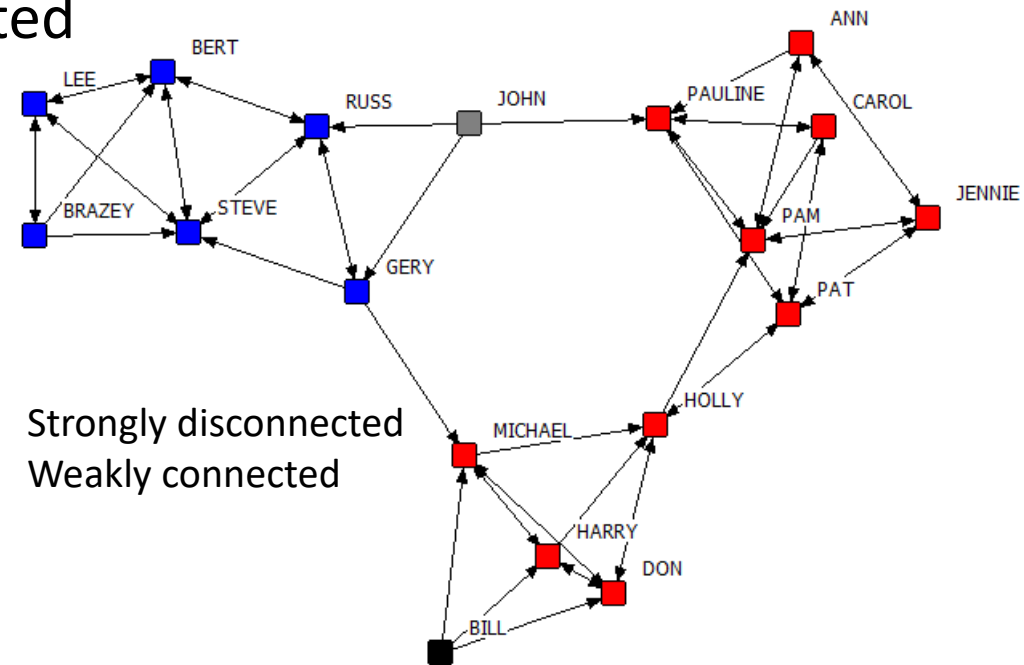 ANN
BERT
LEE
PAULINE
CAROL
RUSS
JOHN
JENNIE
BRAZEY
STEVE
PAM
GERY
PAT
HOLLY
Strongly disconnected
Weakly connected
MICHAEL
HARRY
DON
BILL